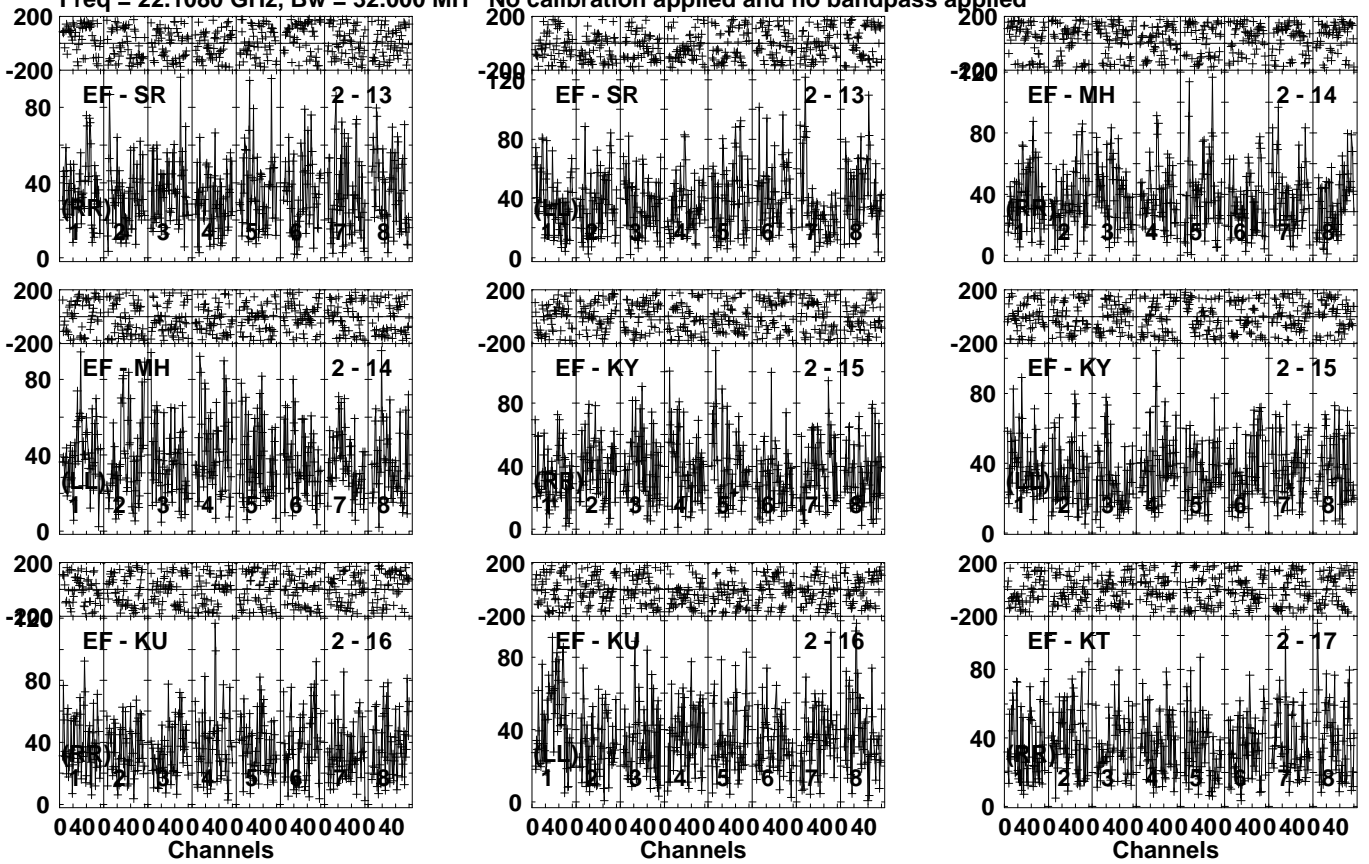 Freq = 22.1080 GHz, Bw = 32.000 MH No calibration applied and no bandpass applied
200 200 200
-200 -200 -200
120 120
EF - SR 2 - 13 EF - SR 2 - 13 EF - MH 2 - 14
80 80 80
40 40 40
(RR) (LL) (RR)
1 2 3 4 5 6 7 8 1 2 3 4 5 6 7 8 1 2 3 4 5 6 7 8
0 0 0
200 200 200
-200 -200 -200
EF - MH 2 - 14 EF - KY 2 - 15 EF - KY 2 - 15
80 80 80
40 40 40
(LL) (RR) (LL)
1 2 3 4 5 6 7 8 1 2 3 4 5 6 7 8 1 2 3 4 5 6 7 8
0 0 0
200 200 200
-200 -200 -200
120
EF - KU 2 - 16 EF - KU 2 - 16 EF - KT 2 - 17
80 80 80
40 40 40
(RR) (LL) (RR)
1 2 3 4 5 6 7 8 1 2 3 4 5 6 7 8 1 2 3 4 5 6 7 8
0 0 0
0 40 0 40 0 40 0 40 0 40 0 40 0 40 0 40 0 40 0 40 0 40 0 40 0 40 0 40 0 40 0 40 0 40 0 40 0 40 0 40 0 40 0 40 0 40 0 40
Channels Channels Channels